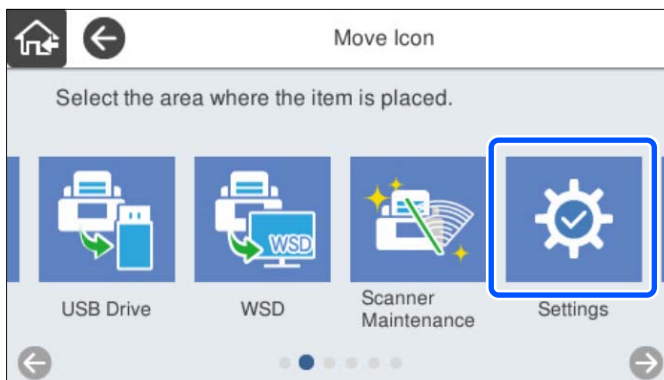 Move Icon
Select the area where the item is placed.
WSD
USB Drive
WSD
Scanner
Maintenance
Settings